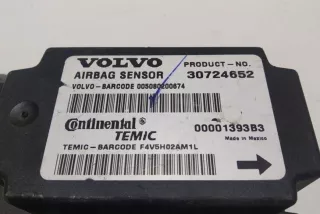 VOLVO PRODUCT-NO.
AIRBAG SENSOR 30724652
VOLVO-BARCODE 005080200674
Continental TEMIC 00001393B3
Made in Mexico
TEMIC-BARCODE F4V5H02AM1L